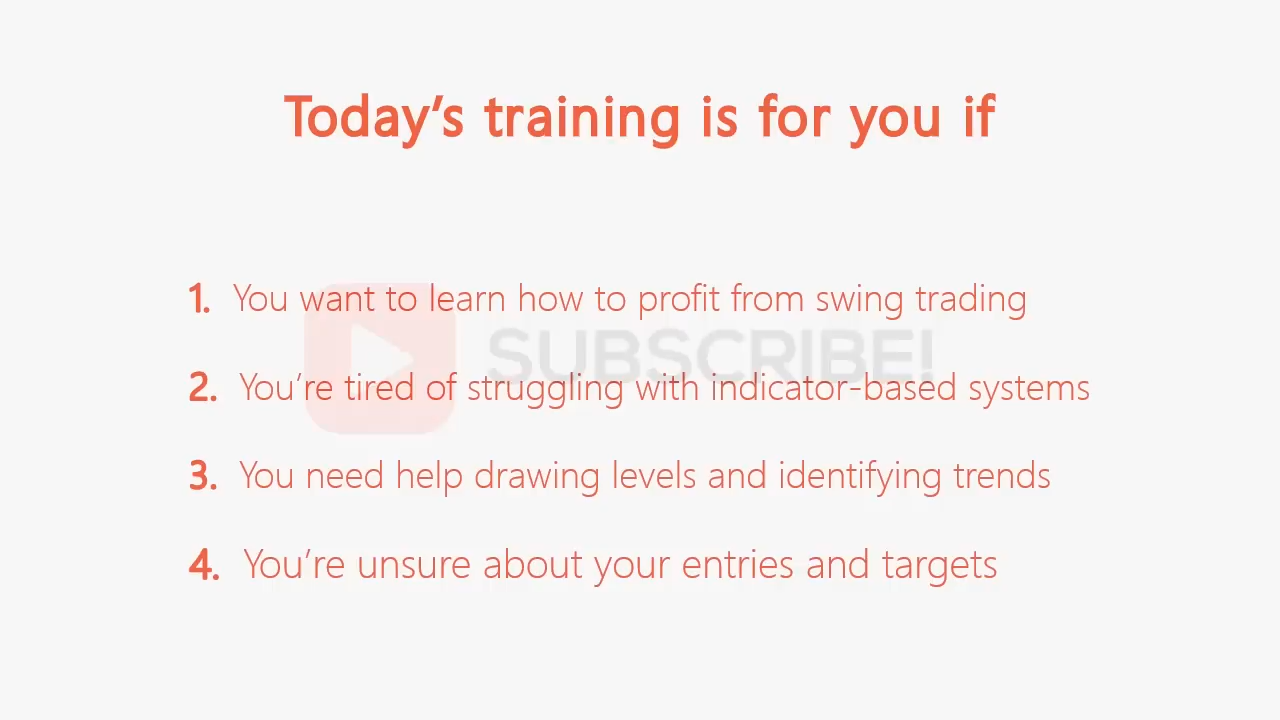 Today’s training is for you if
1. You want to learn how to profit from swing trading
SUBSCRIBE!
2. You’re tired of struggling with indicator-based systems
3. You need help drawing levels and identifying trends
4. You’re unsure about your entries and targets